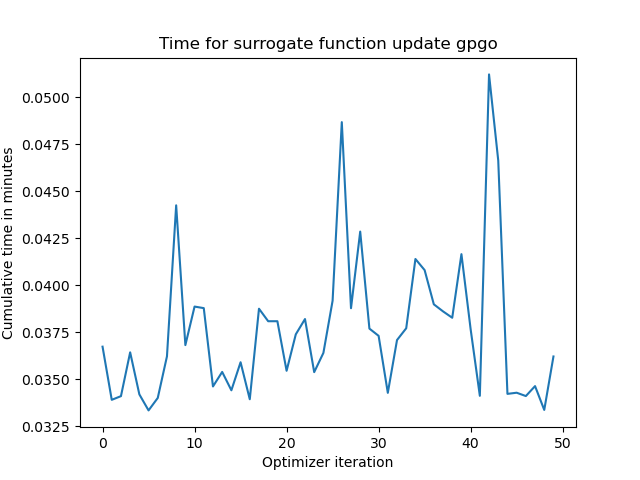 Time for surrogate function update gpgo
0.0500
0.0475
0.0450
0.0425
0.0400
0.0375
0.0350
0.0325
Cumulative time in minutes
0 10 20 30 40 50
Optimizer iteration